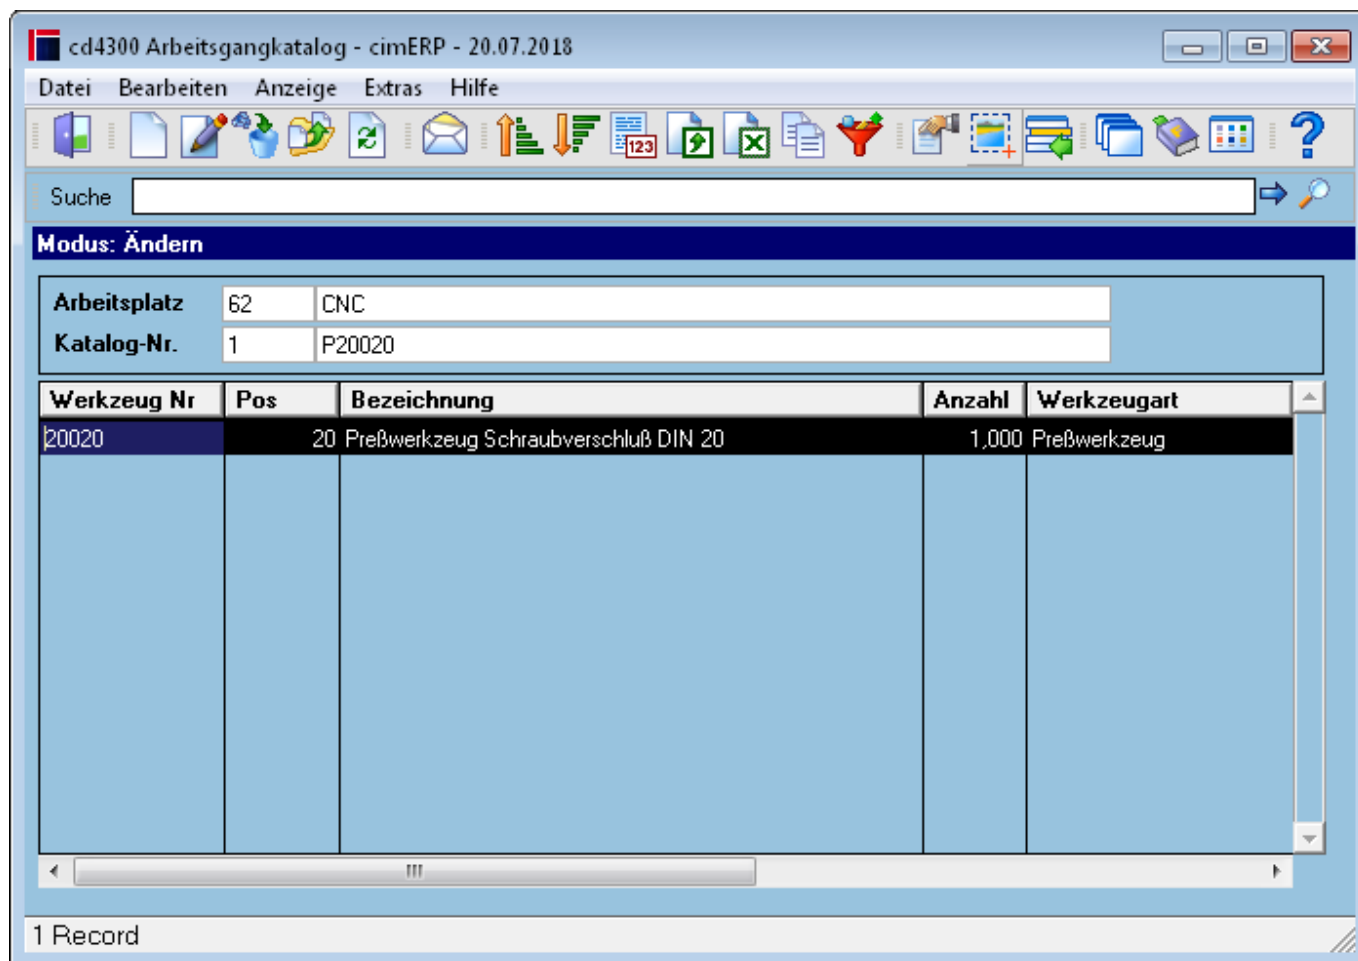 cd4300 Arbeitsgangkatalog - cimERP - 20.07.2018
Datei Bearbeiten Anzeige Extras Hilfe
123
Suche
Modus: Ändern
Arbeitsplatz 62 CNC
Katalog-Nr. 1 P20020
Werkzeug Nr Pos Bezeichnung Anzahl Werkzeugart
20020 20 Preßwerkzeug Schraubverschluß DIN 20 1,000 Preßwerkzeug
1 Record